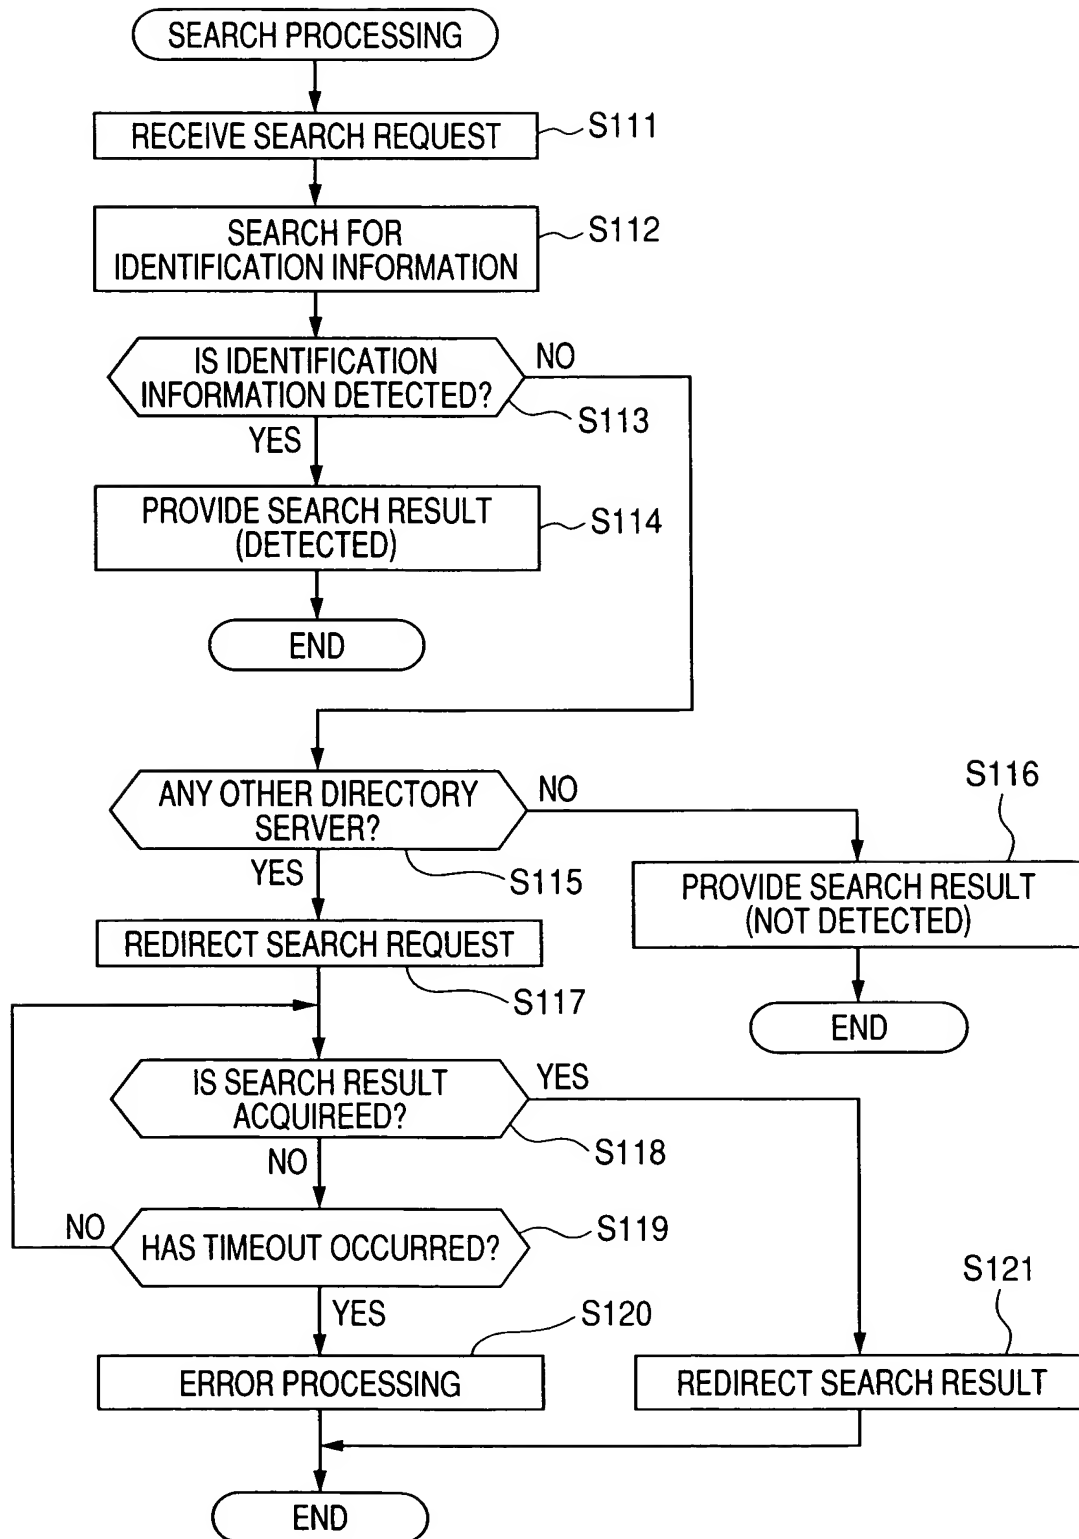 SEARCH PROCESSING
RECEIVE SEARCH REQUEST
S111
SEARCH FOR
IDENTIFICATION INFORMATION
S112
IS IDENTIFICATION
INFORMATION DETECTED?
NO
S113
YES
PROVIDE SEARCH RESULT
(DETECTED)
S114
END
ANY OTHER DIRECTORY
SERVER?
NO
S115
YES
S116
PROVIDE SEARCH RESULT
(NOT DETECTED)
END
REDIRECT SEARCH REQUEST
S117
IS SEARCH RESULT
ACQUIREED?
YES
S118
NO
HAS TIMEOUT OCCURRED?
S119
NO
YES
S120
ERROR PROCESSING
S121
REDIRECT SEARCH RESULT
END